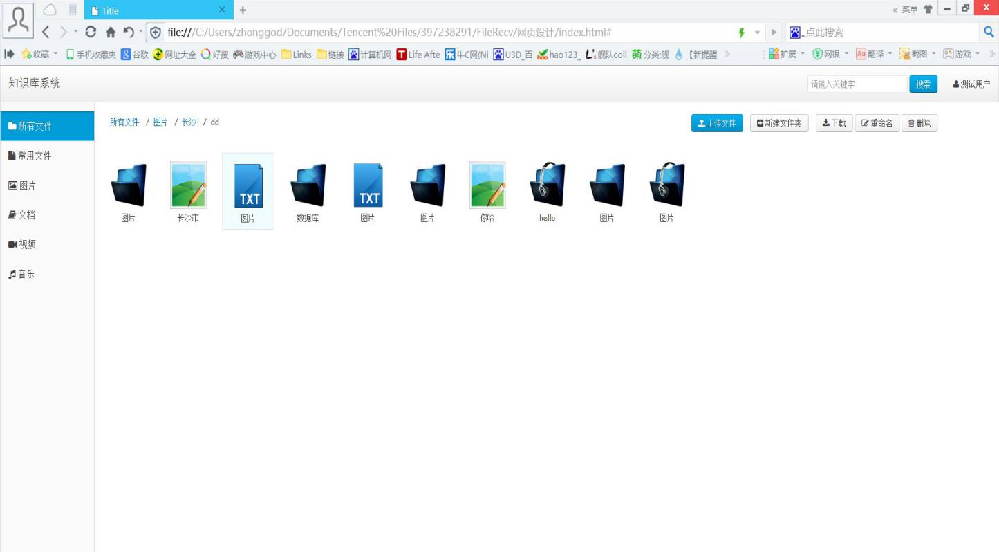 Title
« 菜单
file:///C:/Users/zhonggod/Documents/Tencent%20Files/397238291/FileRecv/网页设计/index.html#
点此搜索
收藏 手机收藏夹 谷歌 网址大全 好搜 游戏中心 Links 链接 计算机网 Life Afte 牛C网(Ni U3D_百 hao123_ 舰队coll 分类:舰 【新提醒 扩展 网银 翻译 截图 游戏
知识库系统
请输入关键字 搜索 测试用户
所有文件
常用文件
图片
文档
视频
音乐
所有文件 / 图片 / 长沙 / dd
上传文件 新建文件夹 下载 重命名 删除
TXT TXT
图片 长沙市 图片 数据库 图片 图片 你哈 hello 图片 图片